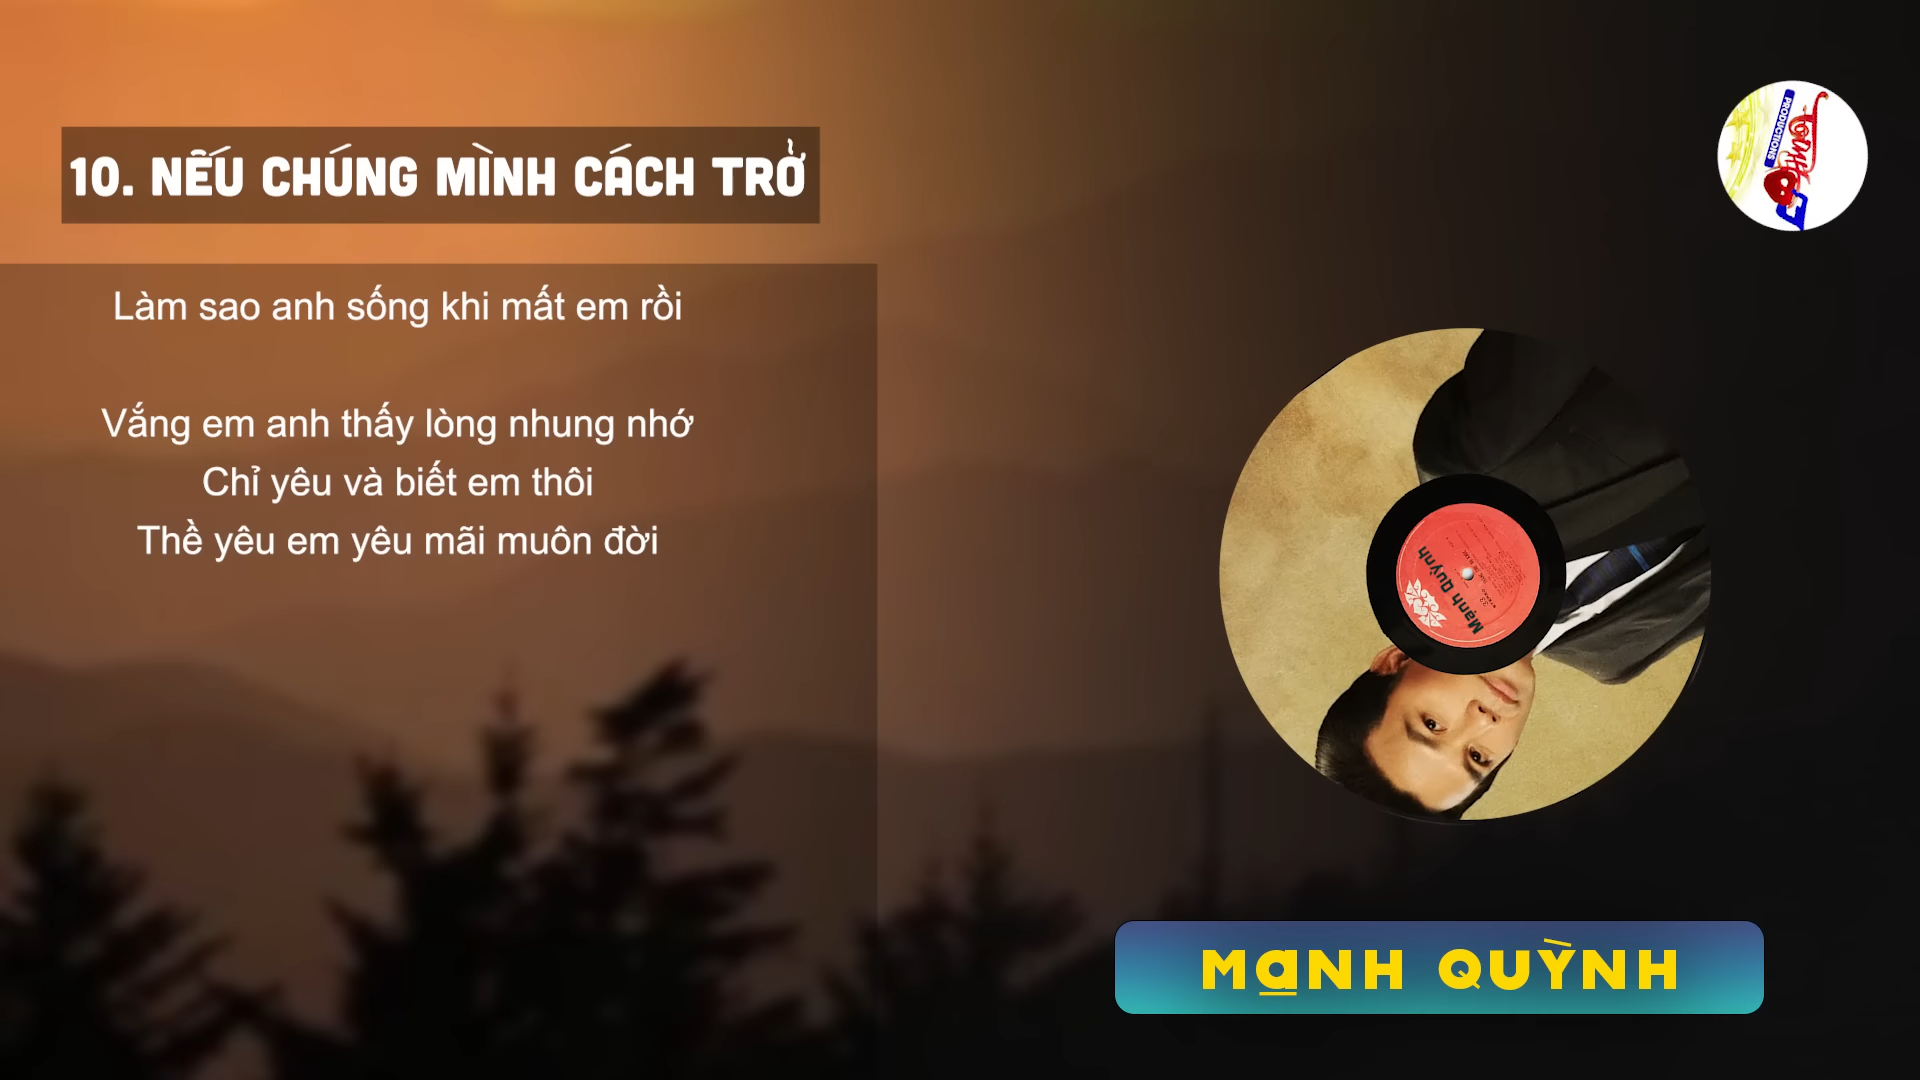 10. NẾU CHÚNG MÌNH CÁCH TRỞ
Làm sao anh sống khi mất em rồi
Vắng em anh thấy lòng nhung nhớ
Chỉ yêu và biết em thôi
Thề yêu em yêu mãi muôn đời
PRODUCTIONS
Mạnh Quỳnh
MẠNH QUỲNH